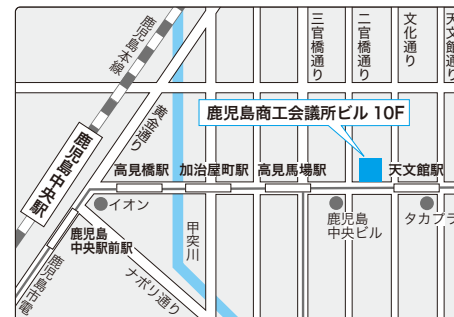 鹿児島本線
三官橋通り
二官橋通り
文化通り
天文館通り
黄金通り
鹿児島商工会議所ビル 10F
鹿児島中央駅
高見橋駅
加治屋町駅
高見馬場駅
天文館駅
イオン
鹿児島
中央ビル
タカプラ
鹿児島
中央駅前駅
甲突川
ナポリ通り
鹿児島市電